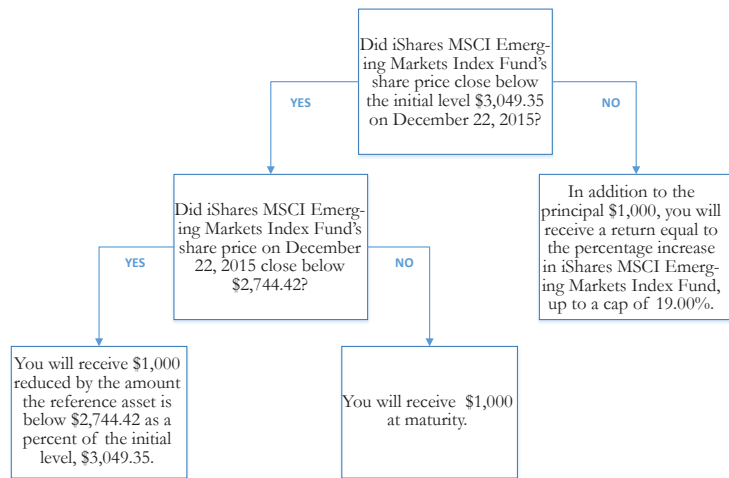 Did iShares MSCI Emerg-
ing Markets Index Fund's
share price close below
the initial level $3,049.35
on December 22, 2015?
YES
NO
Did iShares MSCI Emerg-
ing Markets Index Fund's
share price on December
22, 2015 close below
$2,744.42?
In addition to the
principal $1,000, you will
receive a return equal to
the percentage increase
in iShares MSCI Emerg-
ing Markets Index Fund,
up to a cap of 19.00%.
YES
NO
You will receive $1,000
reduced by the amount
the reference asset is
below $2,744.42 as a
percent of the initial
level, $3,049.35.
You will receive $1,000
at maturity.